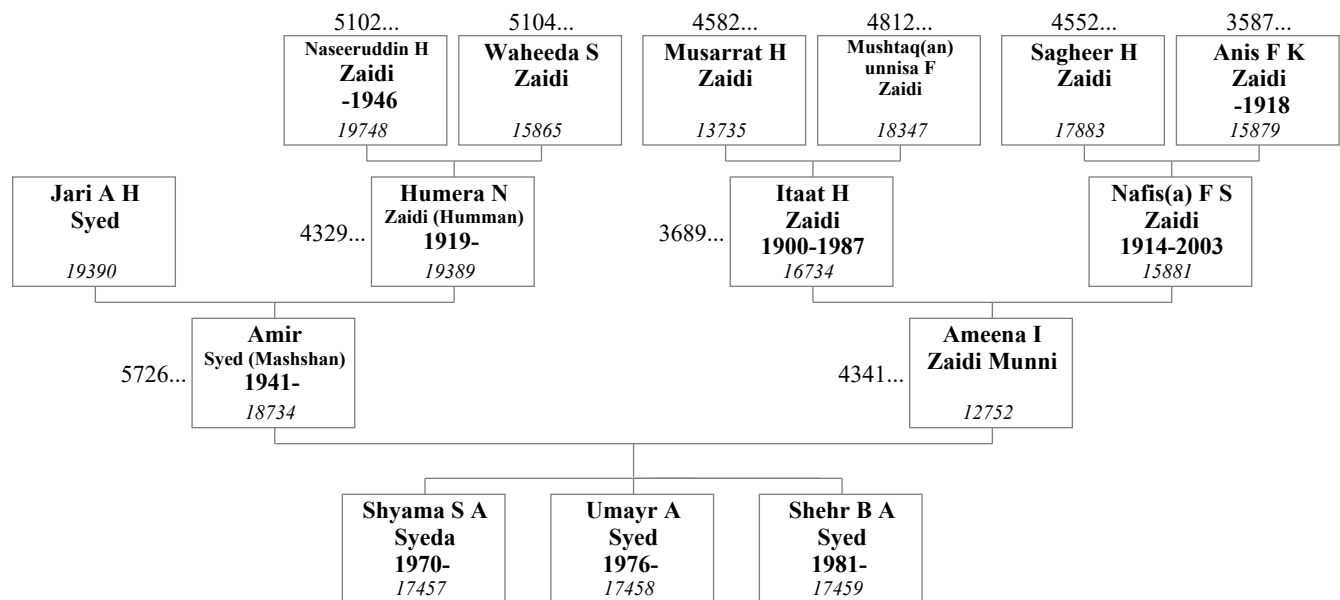 5102...
5104...
4582...
4812...
4552...
3587...
Naseeruddin H
Zaidi
-1946
19748
Waheeda S
Zaidi
15865
Musarrat H
Zaidi
13735
Mushtaq(an)
unnisa F
Zaidi
18347
Sagheer H
Zaidi
17883
Anis F K
Zaidi
-1918
15879
Jari A H
Syed
19390
4329...
Humera N
Zaidi (Humman)
1919-
19389
3689...
Itaat H
Zaidi
1900-1987
16734
Nafis(a) F S
Zaidi
1914-2003
15881
5726...
Amir
Syed (Mashshan)
1941-
18734
4341...
Ameena I
Zaidi Munni
12752
Shyama S A
Syeda
1970-
17457
Umayr A
Syed
1976-
17458
Shehr B A
Syed
1981-
17459